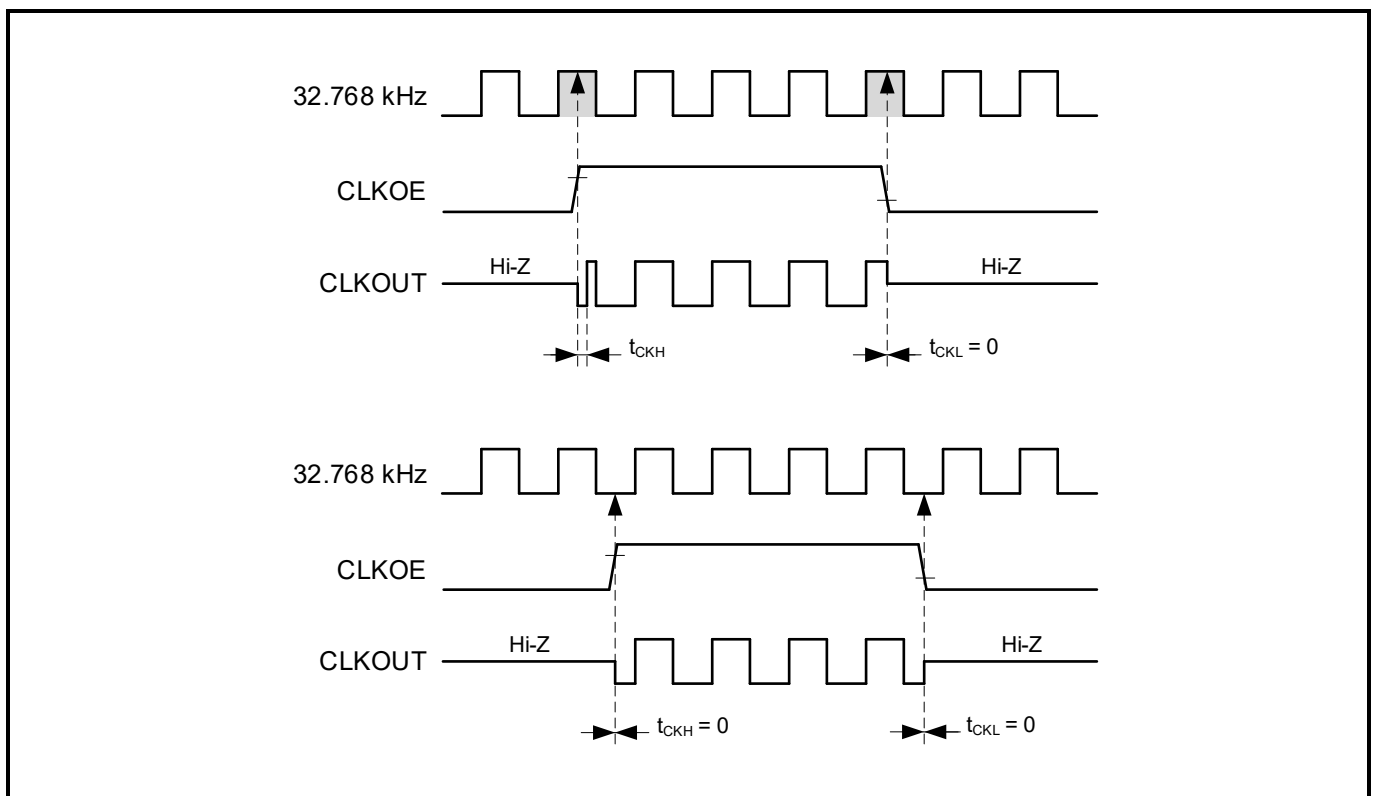 32.768 kHz
CLKOE
Hi-Z
Hi-Z
CLKOUT
tCKH
tCKL = 0
32.768 kHz
CLKOE
Hi-Z
Hi-Z
CLKOUT
tCKH = 0
tCKL = 0